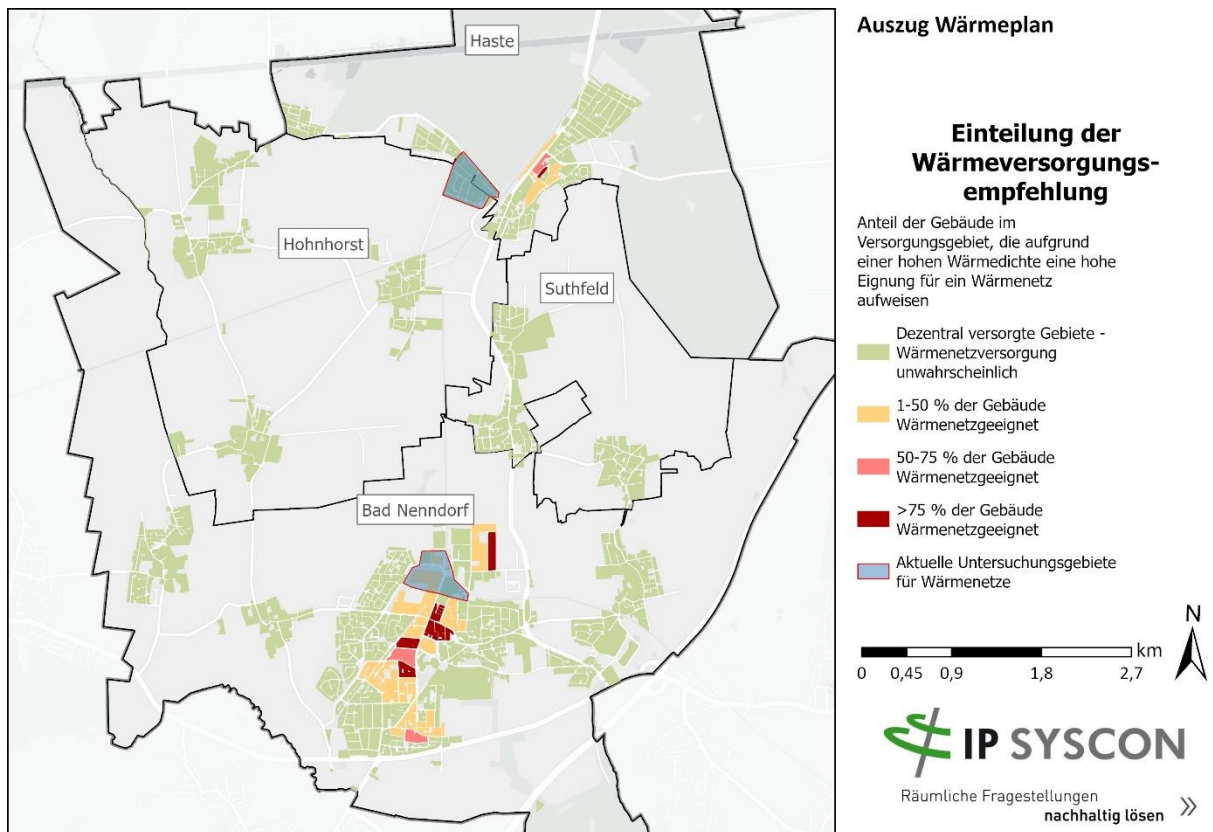 Haste
Hohnhorst
Suthfeld
Bad Nenndorf
Auszug Wärmeplan
Einteilung der
Wärmeversorgungs-
empfehlung
Anteil der Gebäude im
Versorgungsgebiet, die aufgrund
einer hohen Wärmedichte eine hohe
Eignung für ein Wärmenetz
aufweisen
Dezentral versorgte Gebiete -
Wärmenetzversorgung
unwahrscheinlich
1-50 % der Gebäude
Wärmenetzgeeignet
50-75 % der Gebäude
Wärmenetzgeeignet
>75 % der Gebäude
Wärmenetzgeeignet
Aktuelle Untersuchungsgebiete
für Wärmenetze
N
km
0 0,45 0,9 1,8 2,7
IP SYSCON
Räumliche Fragestellungen
nachhaltig lösen